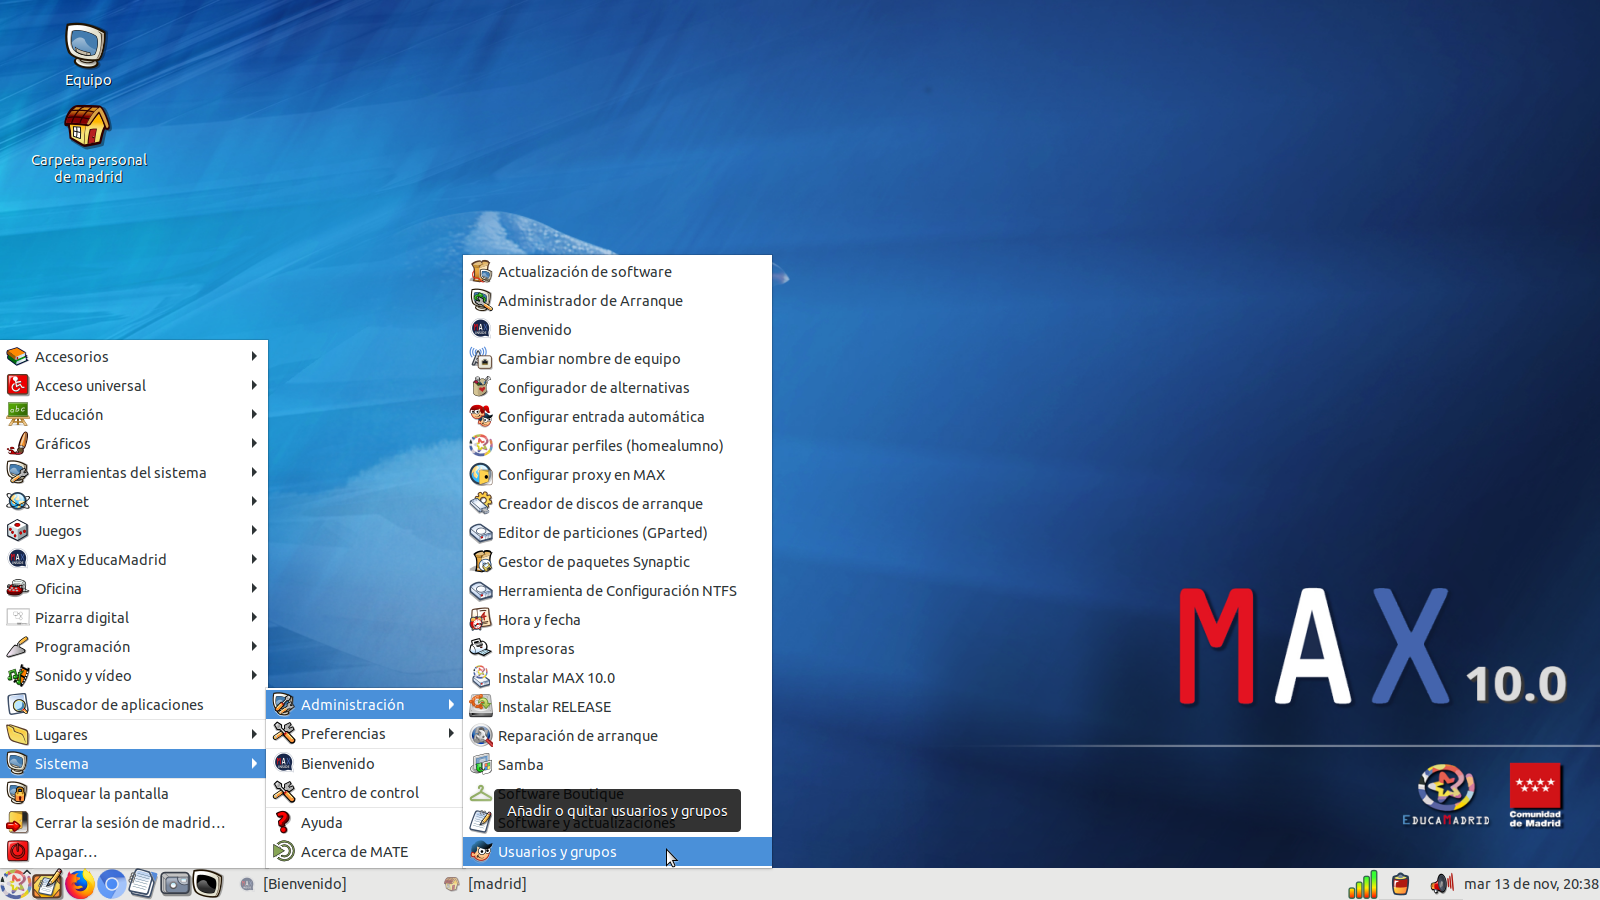 Equipo
Carpeta personal
de madrid
Actualización de software
Administrador de Arranque
Bienvenido
Cambiar nombre de equipo
Configurador de alternativas
Configurar entrada automática
Configurar perfiles (homealumno)
Configurar proxy en MAX
Creador de discos de arranque
Editor de particiones (GParted)
Gestor de paquetes Synaptic
Herramienta de Configuración NTFS
Hora y fecha
Impresoras
Instalar MAX 10.0
Instalar RELEASE
Reparación de arranque
Samba
Software Boutique
Añadir o quitar usuarios y grupos
Software y actualizaciones
Usuarios y grupos
Accesorios
Acceso universal
Educación
Gráficos
Herramientas del sistema
Internet
Juegos
MaX y EducaMadrid
Oficina
Pizarra digital
Programación
Sonido y vídeo
Buscador de aplicaciones
Lugares
Sistema
Bloquear la pantalla
Cerrar la sesión de madrid...
Apagar...
Administración
Preferencias
Bienvenido
Centro de control
Ayuda
Acerca de MATE
MAX 10.0
EDUCAMADRID
Comunidad
de Madrid
[Bienvenido]
[madrid]
mar 13 de nov, 20:38